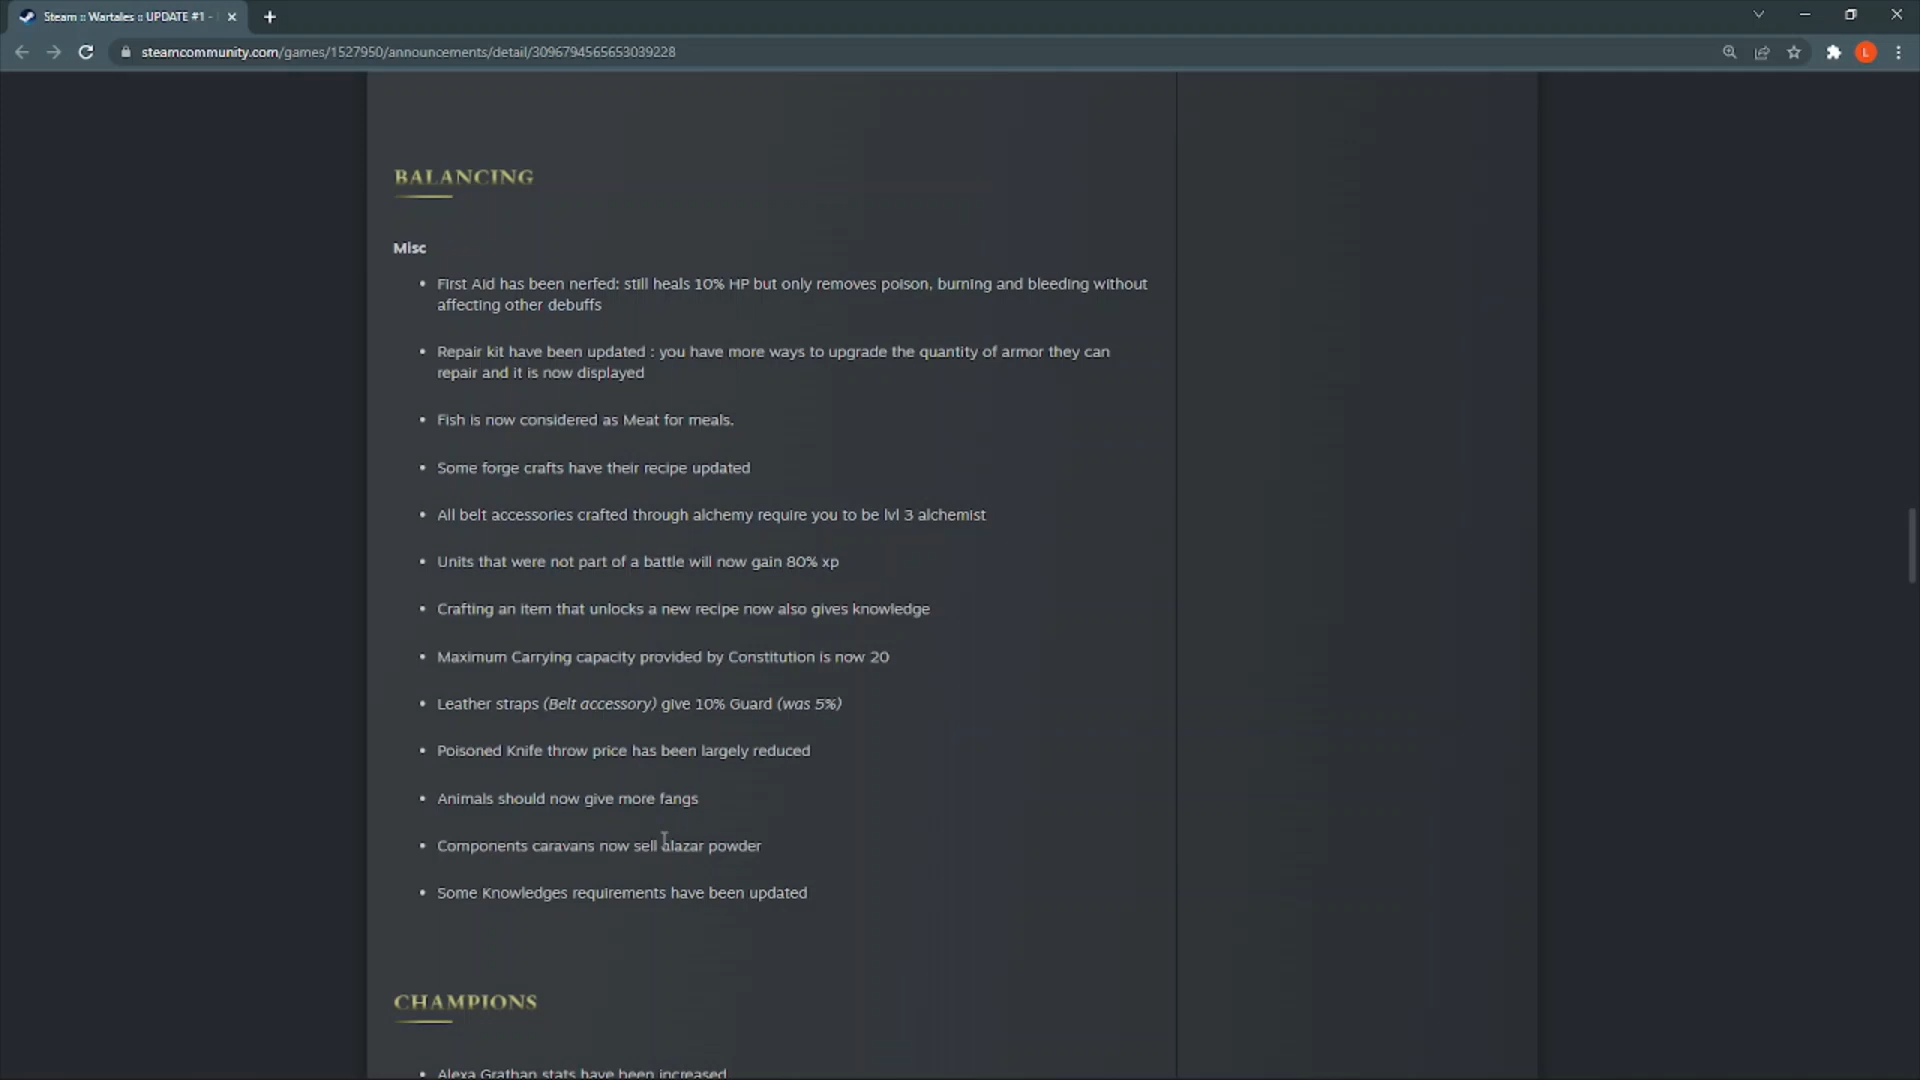 Steam :: Wartales :: UPDATE #1 -
steamcommunity.com/games/1527950/announcements/detail/3096794565653039228
L
BALANCING
Misc
• First Aid has been nerfed: still heals 10% HP but only removes poison, burning and bleeding without
affecting other debuffs
• Repair kit have been updated : you have more ways to upgrade the quantity of armor they can
repair and it is now displayed
• Fish is now considered as Meat for meals.
• Some forge crafts have their recipe updated
• All belt accessories crafted through alchemy require you to be lvl 3 alchemist
• Units that were not part of a battle will now gain 80% xp
• Crafting an item that unlocks a new recipe now also gives knowledge
• Maximum Carrying capacity provided by Constitution is now 20
• Leather straps (Belt accessory) give 10% Guard (was 5%)
• Poisoned Knife throw price has been largely reduced
• Animals should now give more fangs
• Components caravans now sell alazar powder
• Some Knowledges requirements have been updated
CHAMPIONS
• Alexa Grathan stats have been increased